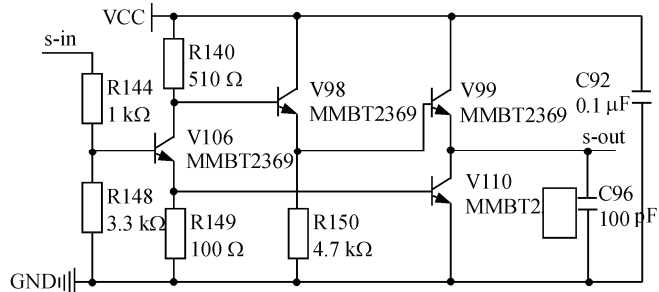 VCC
s-in
R140
510 Ω
R144
1 kΩ
V98
MMBT2369
V99
MMBT2369
C92
0.1 μF
V106
MMBT2369
s-out
V110
MMBT2
R148
3.3 kΩ
R149
100 Ω
R150
4.7 kΩ
C96
100 pF
GND